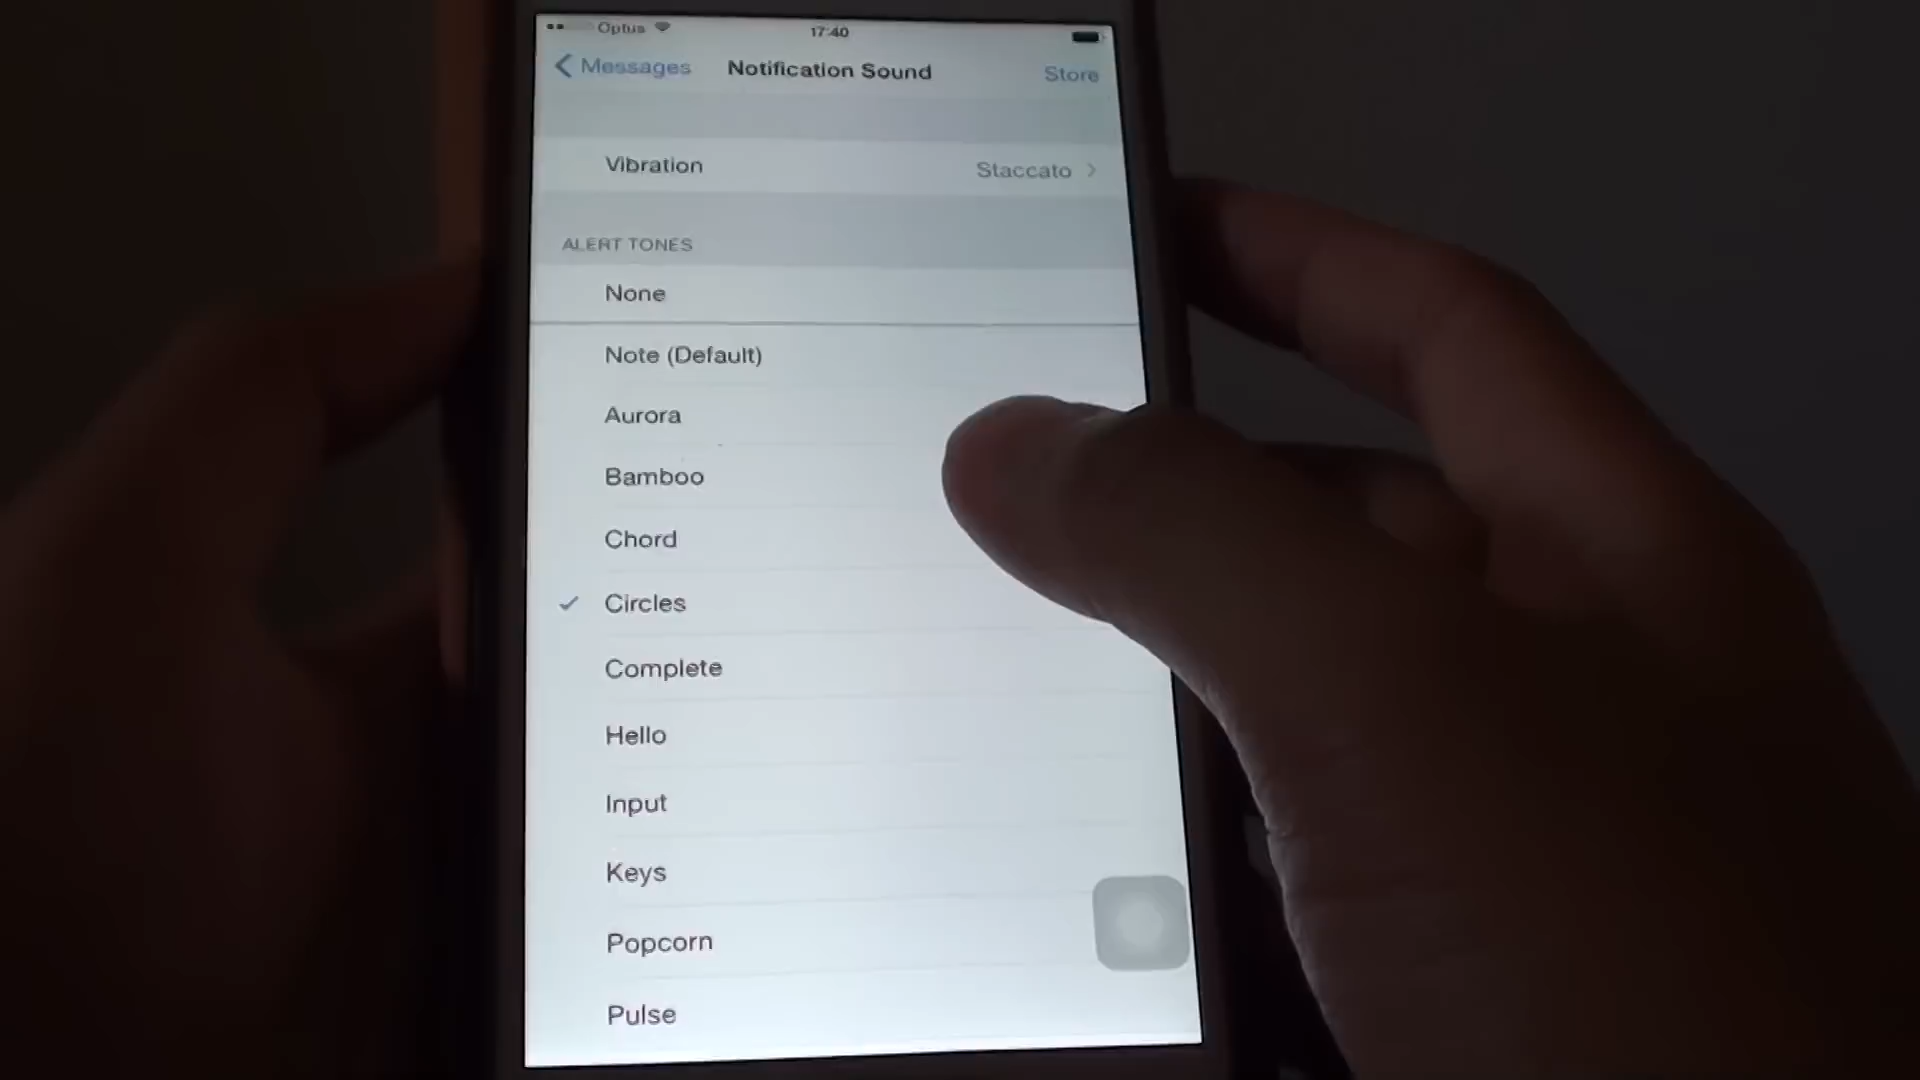 Optus 17:40
Messages Notification Sound Store
Vibration Staccato
ALERT TONES
None
Note (Default)
Aurora
Bamboo
Chord
Circles
Complete
Hello
Input
Keys
Popcorn
Pulse